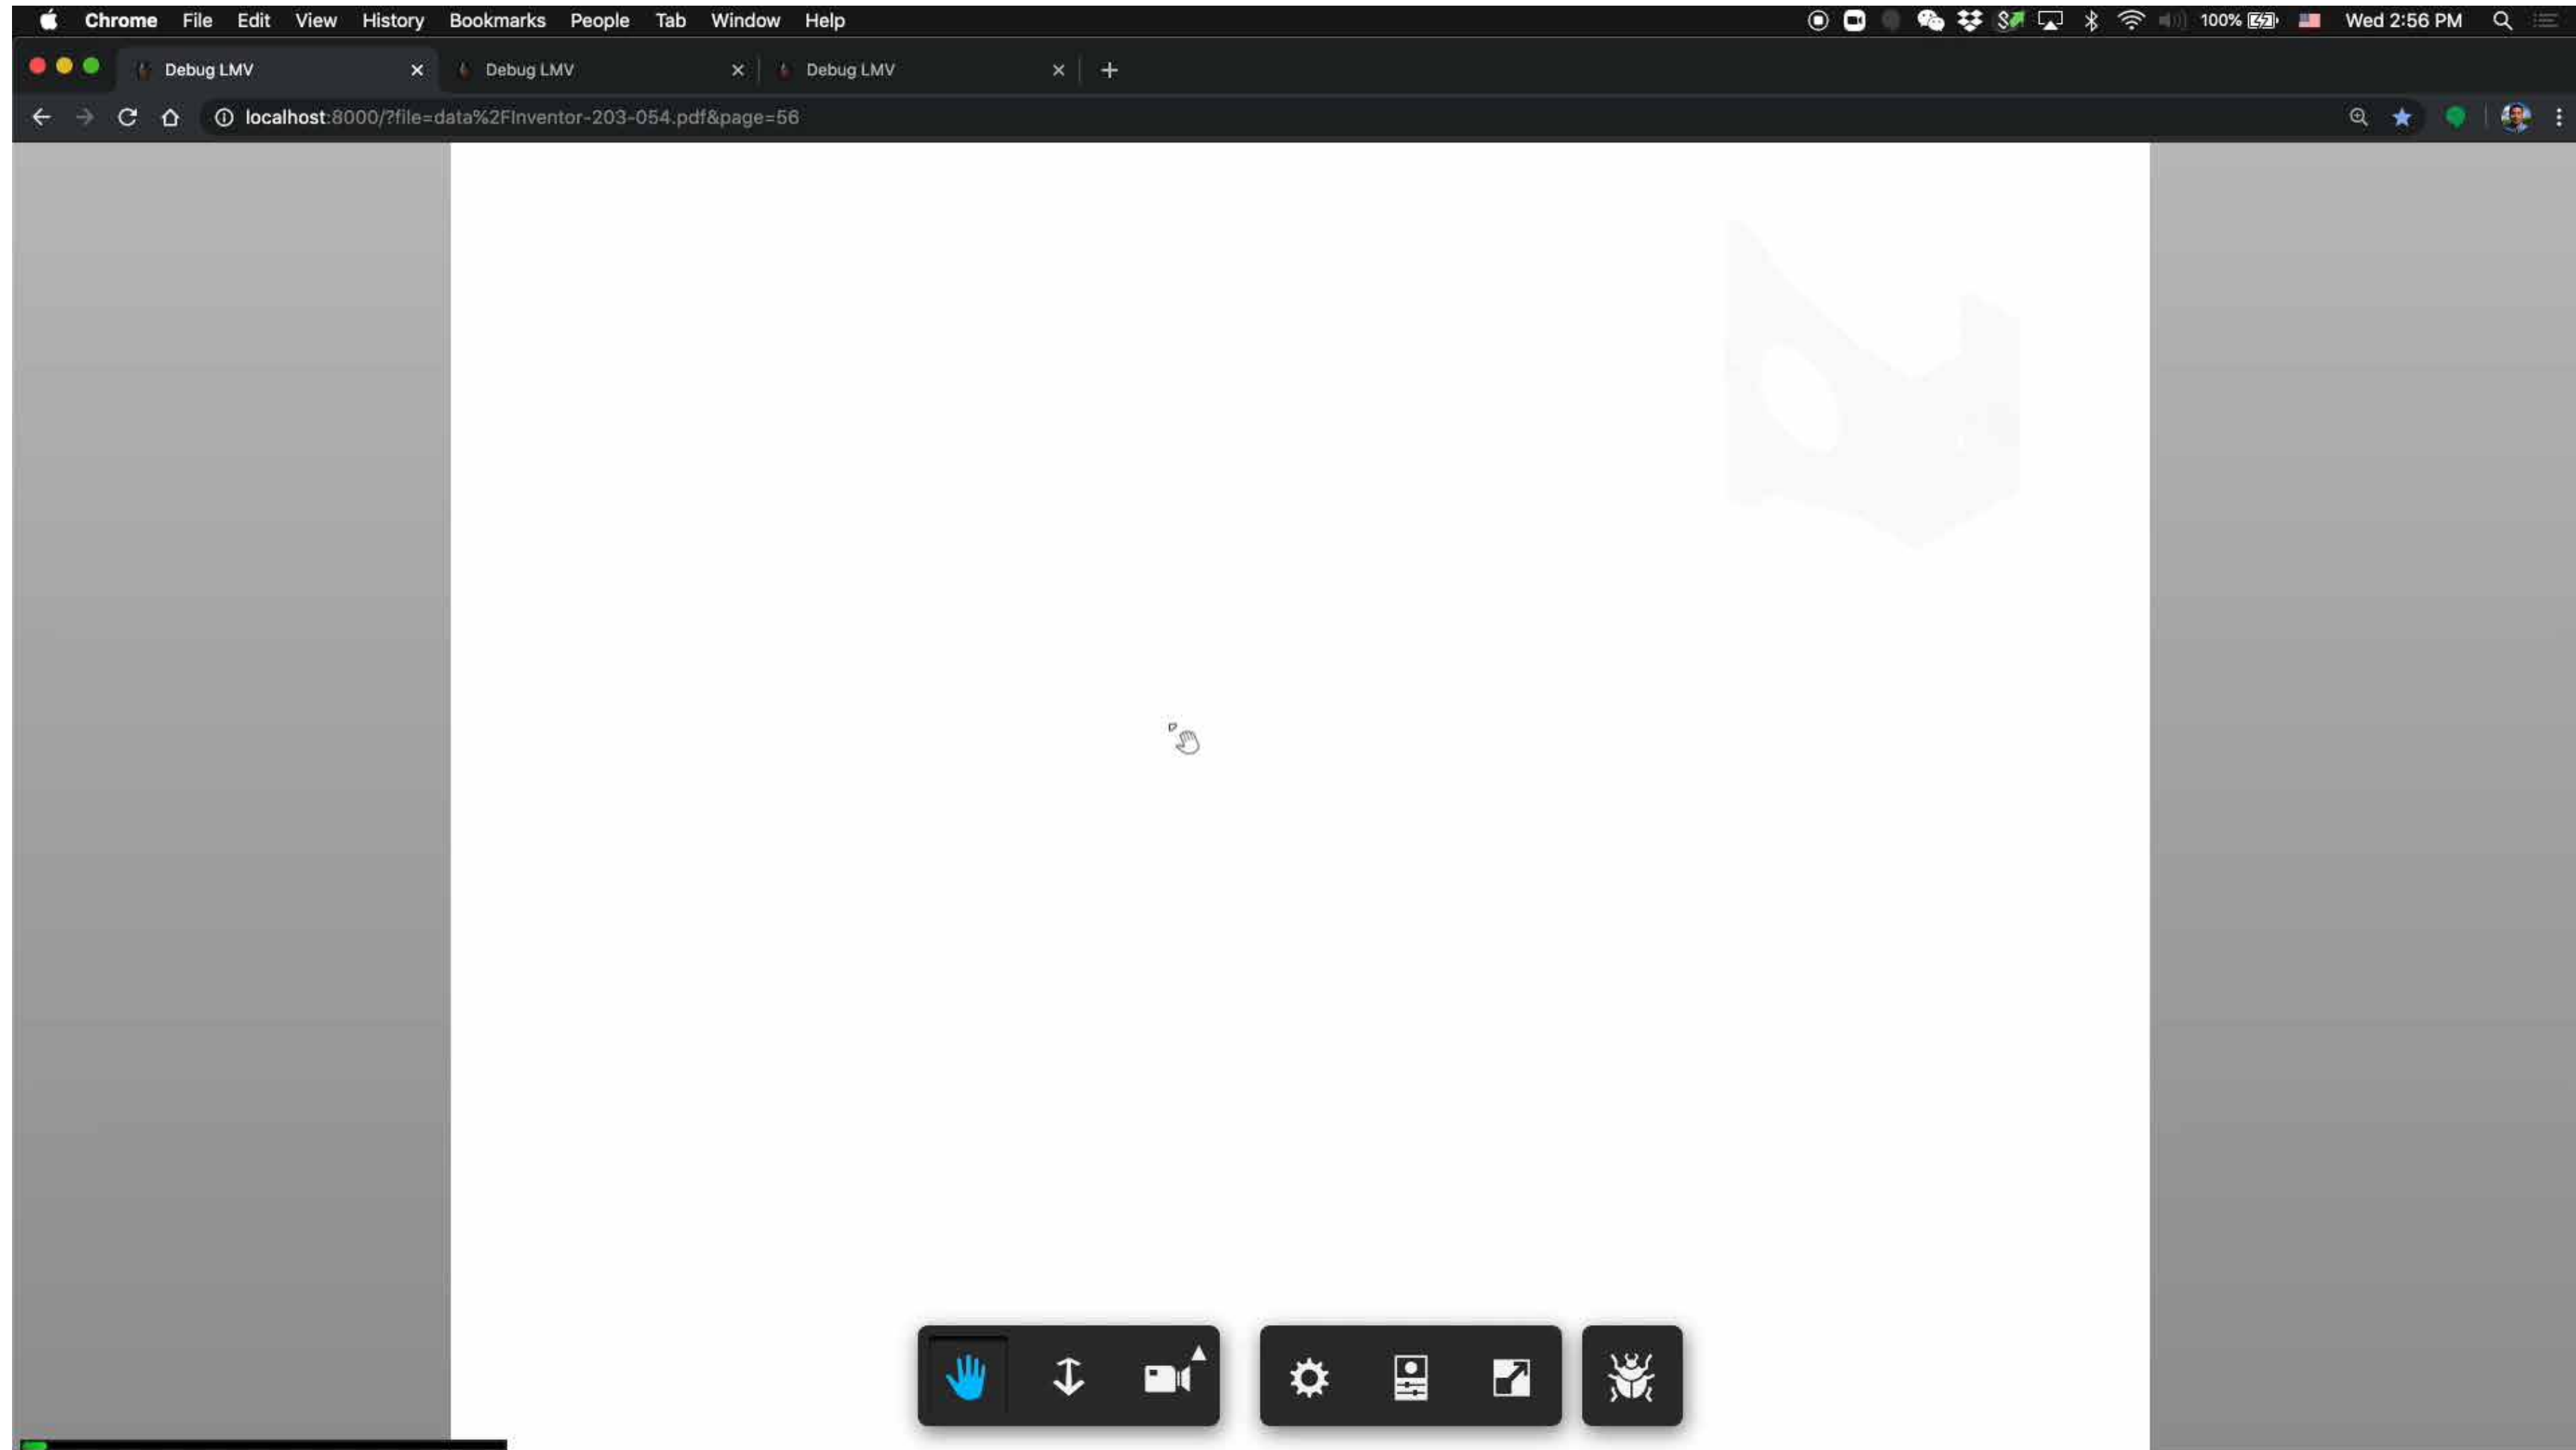 Chrome File Edit View History Bookmarks People Tab Window Help 100% Wed 2:56 PM
Debug LMV Debug LMV Debug LMV
localhost:8000/?file=data%2FInventor-203-054.pdf&page=56